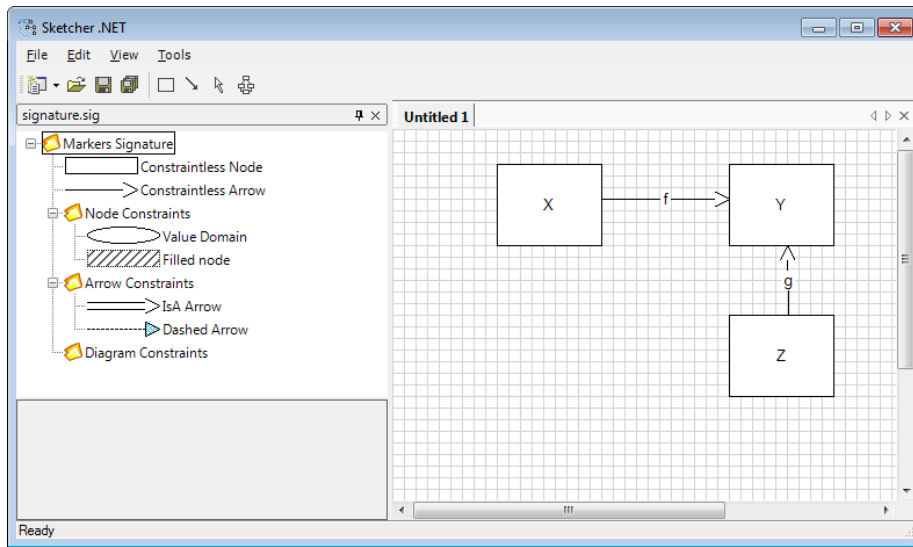 Sketcher .NET
File Edit View Tools
signature.sig
Untitled 1
Markers Signature
Constraintless Node
Constraintless Arrow
Node Constraints
Value Domain
Filled node
Arrow Constraints
IsA Arrow
Dashed Arrow
Diagram Constraints
X
f
Y
g
Z
Ready